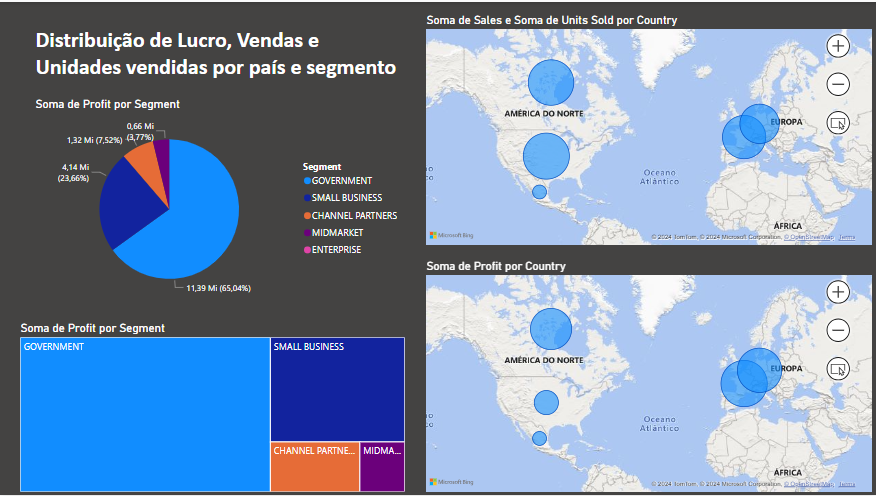 Distribuição de Lucro, Vendas e
Unidades vendidas por país e segmento
Soma de Profit por Segment
0,66 Mi
(3,77%)
1,32 Mi (7,52%)
4,14 Mi
(23,66%)
11,39 Mi (65,04%)
Segment
GOVERNMENT
SMALL BUSINESS
CHANNEL PARTNERS
MIDMARKET
ENTERPRISE
Soma de Profit por Segment
GOVERNMENT
SMALL BUSINESS
CHANNEL PARTNE...
MIDMA...
Soma de Sales e Soma de Units Sold por Country
AMÉRICA DO NORTE
EUROPA
Oceano
Atlântico
ÁFRICA
Microsoft Bing
© 2024 TomTom, © 2024 Microsoft Corporation, © OpenStreetMap Terms
Soma de Profit por Country
AMÉRICA DO NORTE
EUROPA
Oceano
Atlântico
ÁFRICA
Microsoft Bing
© 2024 TomTom, © 2024 Microsoft Corporation, © OpenStreetMap Terms